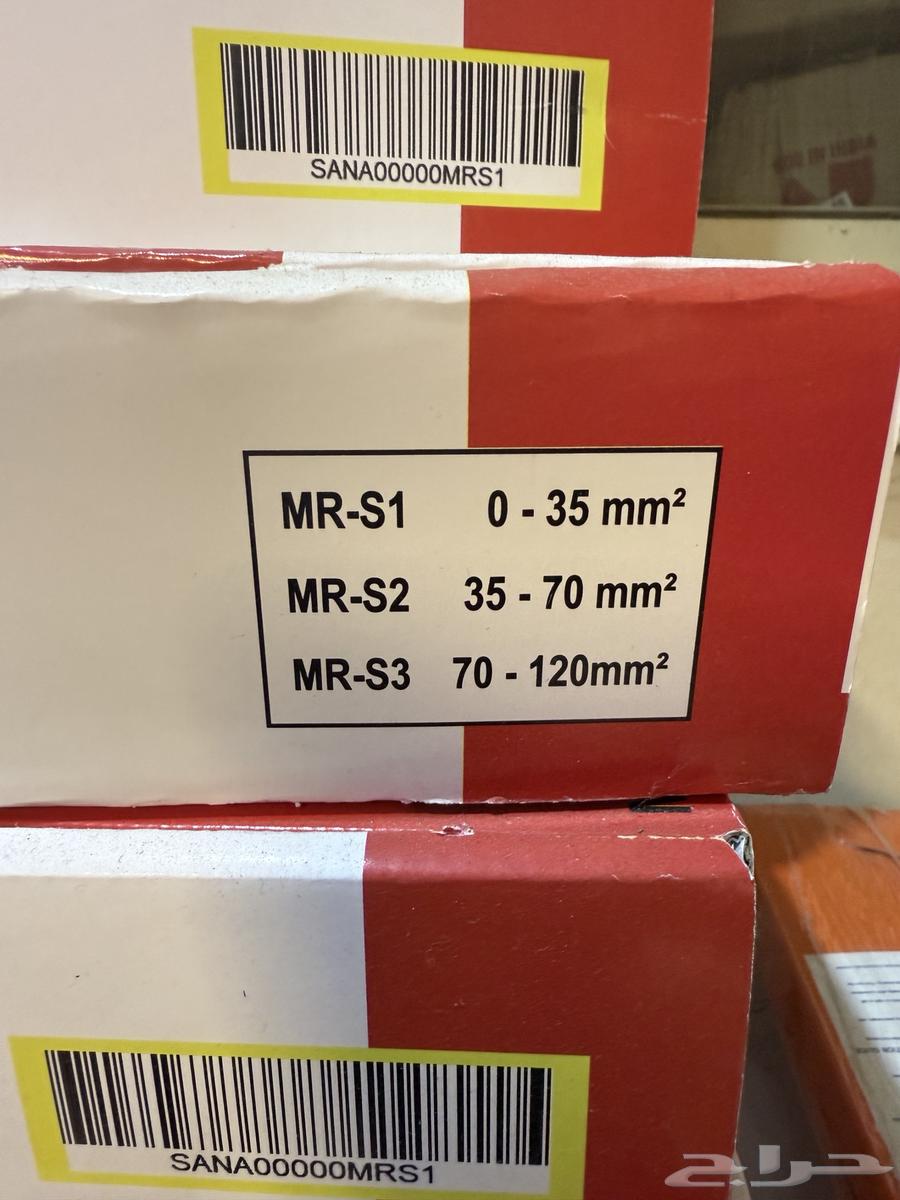 SANA00000MRS1
MR-S1 0 - 35 mm²
MR-S2 35 - 70 mm²
MR-S3 70 - 120mm²
SANA00000MRS1
حراج